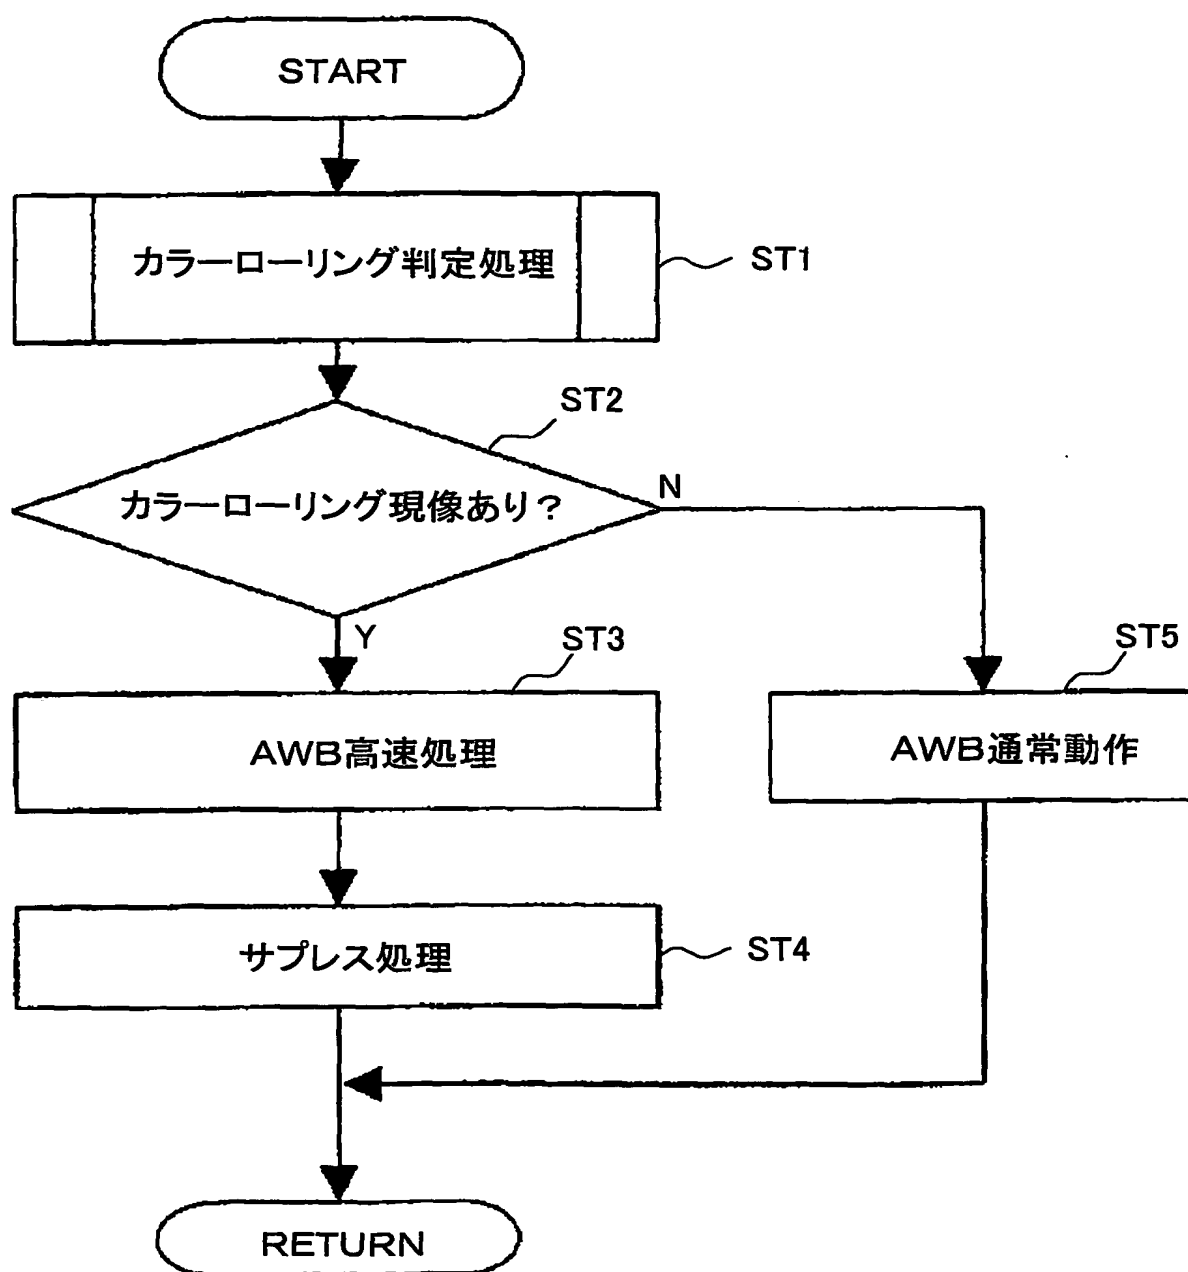 START
カラーローリング判定処理
ST1
ST2
カラーローリング現像あり?
N
Y
ST3
AWB高速処理
ST5
AWB通常動作
サプレス処理
ST4
RETURN